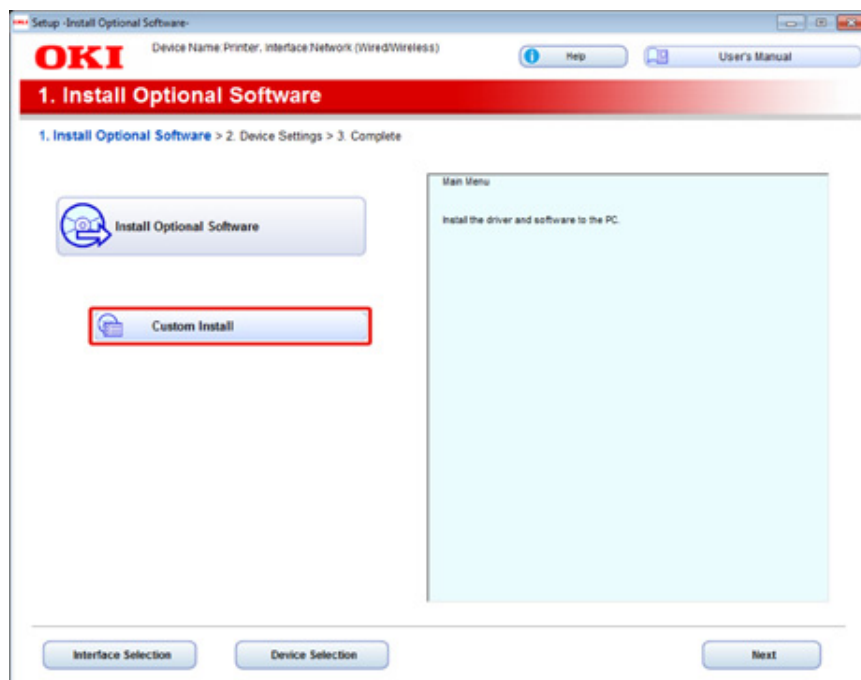 OKI Setup -Install Optional Software-
OKI
Device Name:Printer, Interface:Network (Wired/Wireless)
Help
User's Manual
1. Install Optional Software
1. Install Optional Software > 2. Device Settings > 3. Complete
Install Optional Software
Custom Install
Main Menu
Install the driver and software to the PC.
Interface Selection
Device Selection
Next